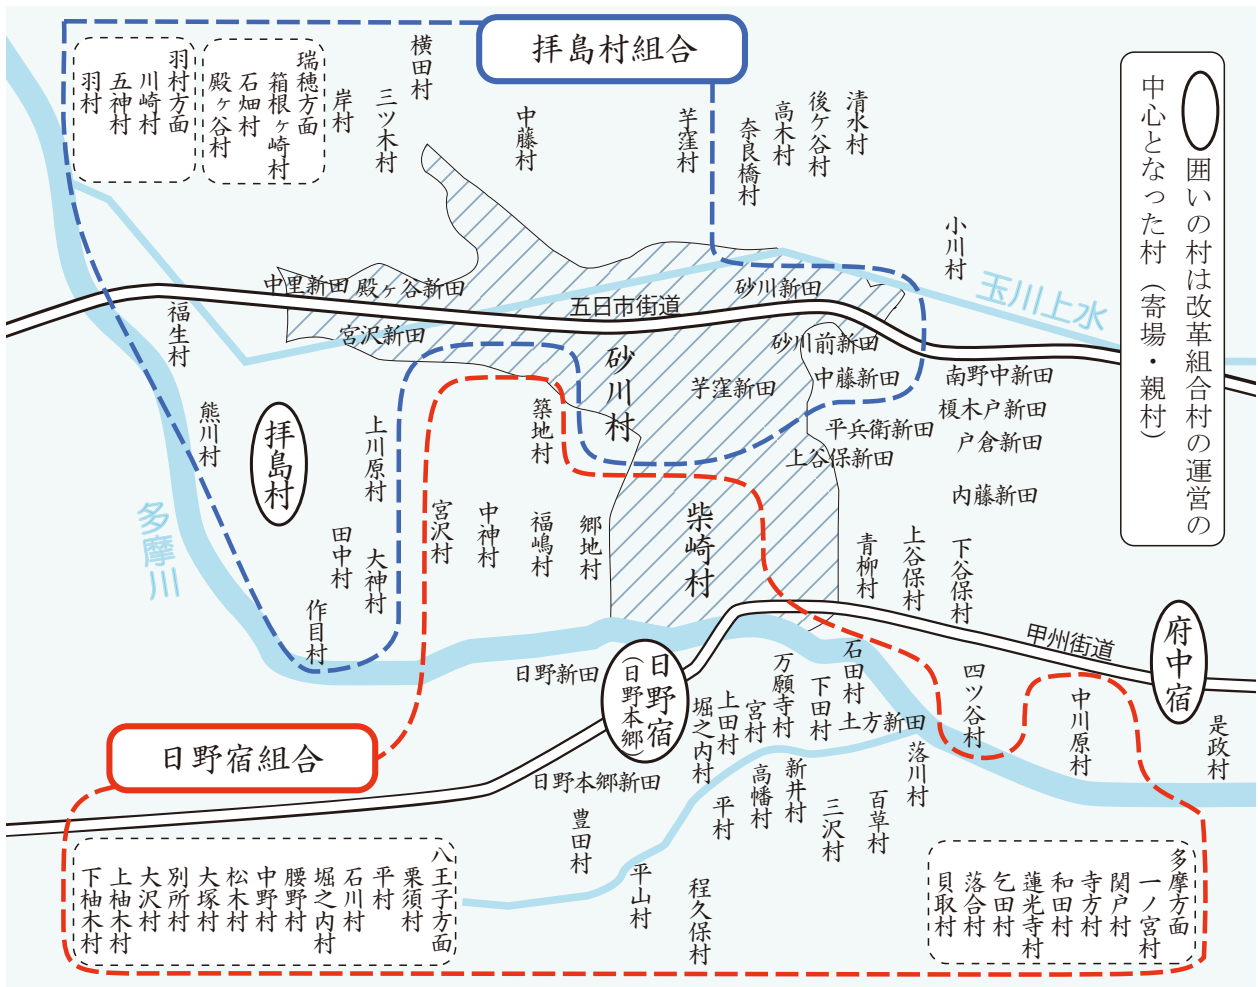 拝島村組合
囲いの村は改革組合村の運営の
中心となった村（寄場・親村）
羽村方面
川崎村
五神村
羽村
瑞穂方面
箱根ヶ崎村
石畑村
殿ヶ谷村
岸村
三ツ木村
横田村
中藤村
芋窪村
奈良橋村
高木村
後ケ谷村
清水村
小川村
玉川上水
中里新田
殿ヶ谷新田
五日市街道
砂川新田
宮沢新田
砂川前新田
福生村
砂川村
芋窪新田
中藤新田
南野中新田
榎木戸新田
平兵衛新田
戸倉新田
上谷保新田
内藤新田
熊川村
拝島村
上川原村
築地村
多摩川
田中村
大神村
作目村
宮沢村
中神村
福嶋村
郷地村
柴崎村
青柳村
上谷保村
下谷保村
甲州街道
府中宿
日野新田
日野宿
（日野本郷）
堀之内村
上田村
宮村
万願寺村
下田村
石田村
土方新田
四ツ谷村
中川原村
是政村
落川村
日野宿組合
日野本郷新田
豊田村
平村
高幡村
新井村
三沢村
百草村
平山村
程久保村
八王子方面
粟須村
平村
石川村
堀之内村
腰野村
中野村
松木村
大塚村
別所村
大沢村
上柚木村
下柚木村
多摩方面
一ノ宮村
関戸村
寺方村
和田村
蓮光寺村
乞田村
落合村
貝取村